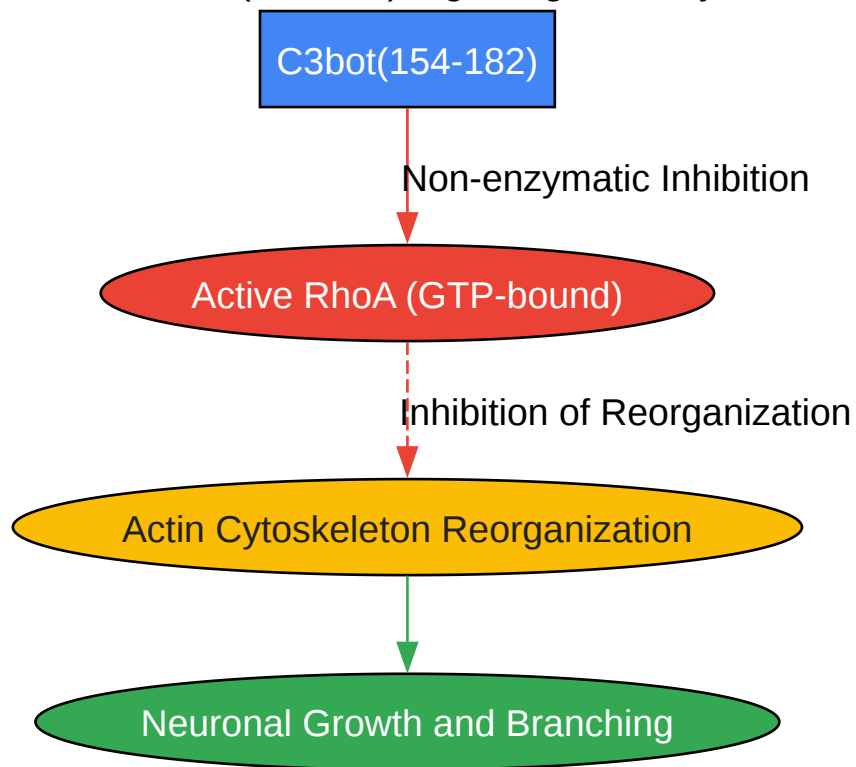 C3bot(154-182)
Non-enzymatic Inhibition
Active RhoA (GTP-bound)
Inhibition of Reorganization
Actin Cytoskeleton Reorganization
Neuronal Growth and Branching